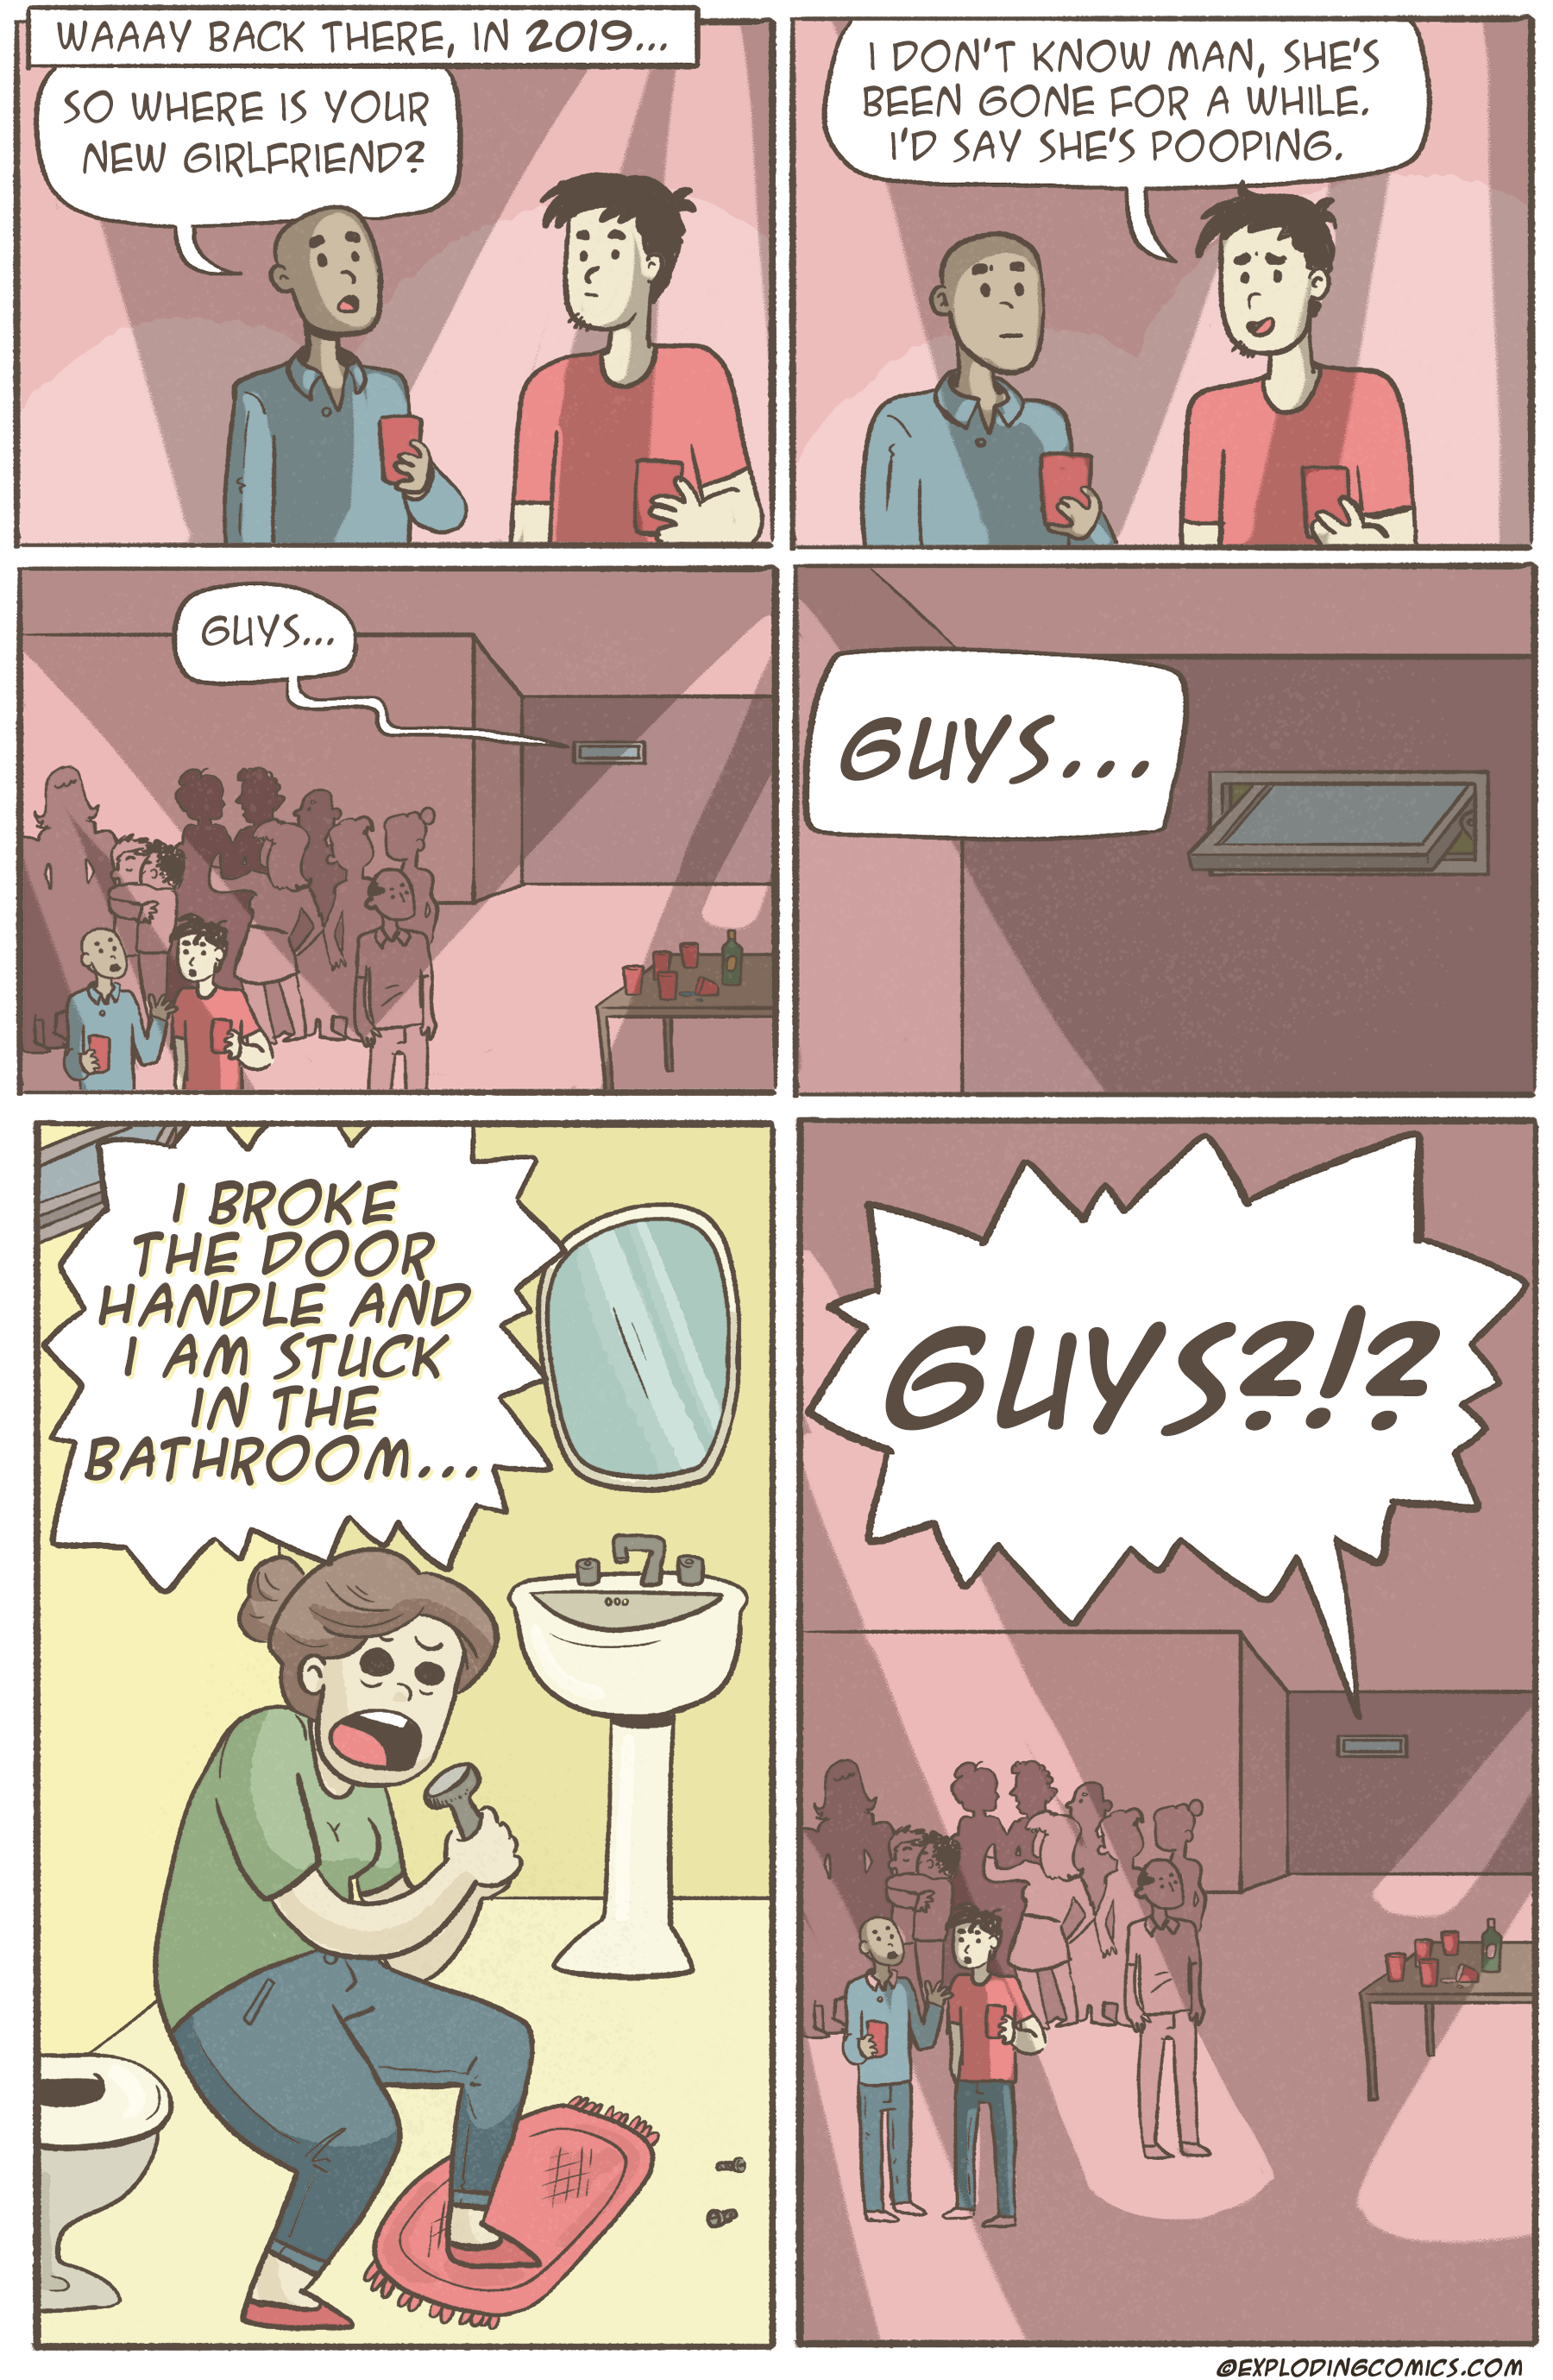 WAAAY BACK THERE, IN 2019...
SO WHERE IS YOUR
NEW GIRLFRIEND?
I DON'T KNOW MAN, SHE'S
BEEN GONE FOR A WHILE.
I'D SAY SHE'S POOPING.
GUYS...
GUYS...
I BROKE
THE DOOR
HANDLE AND
I AM STUCK
IN THE
BATHROOM...
GUYS?!?
©EXPLODINGCOMICS.COM